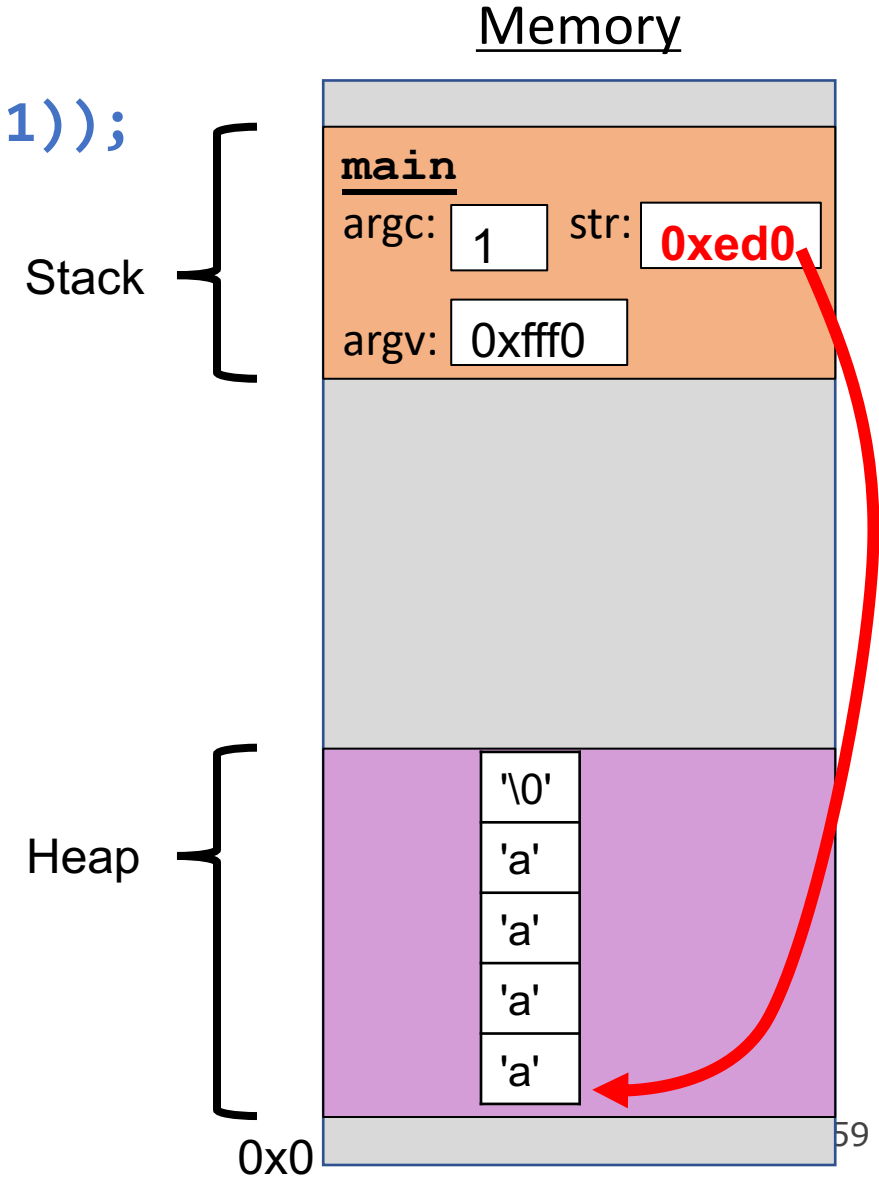 Memory
1));
main
argc: 1 str: 0xed0
Stack
argv: 0xfff0
'\0'
Heap
'a'
'a'
'a'
'a'
59
0x0